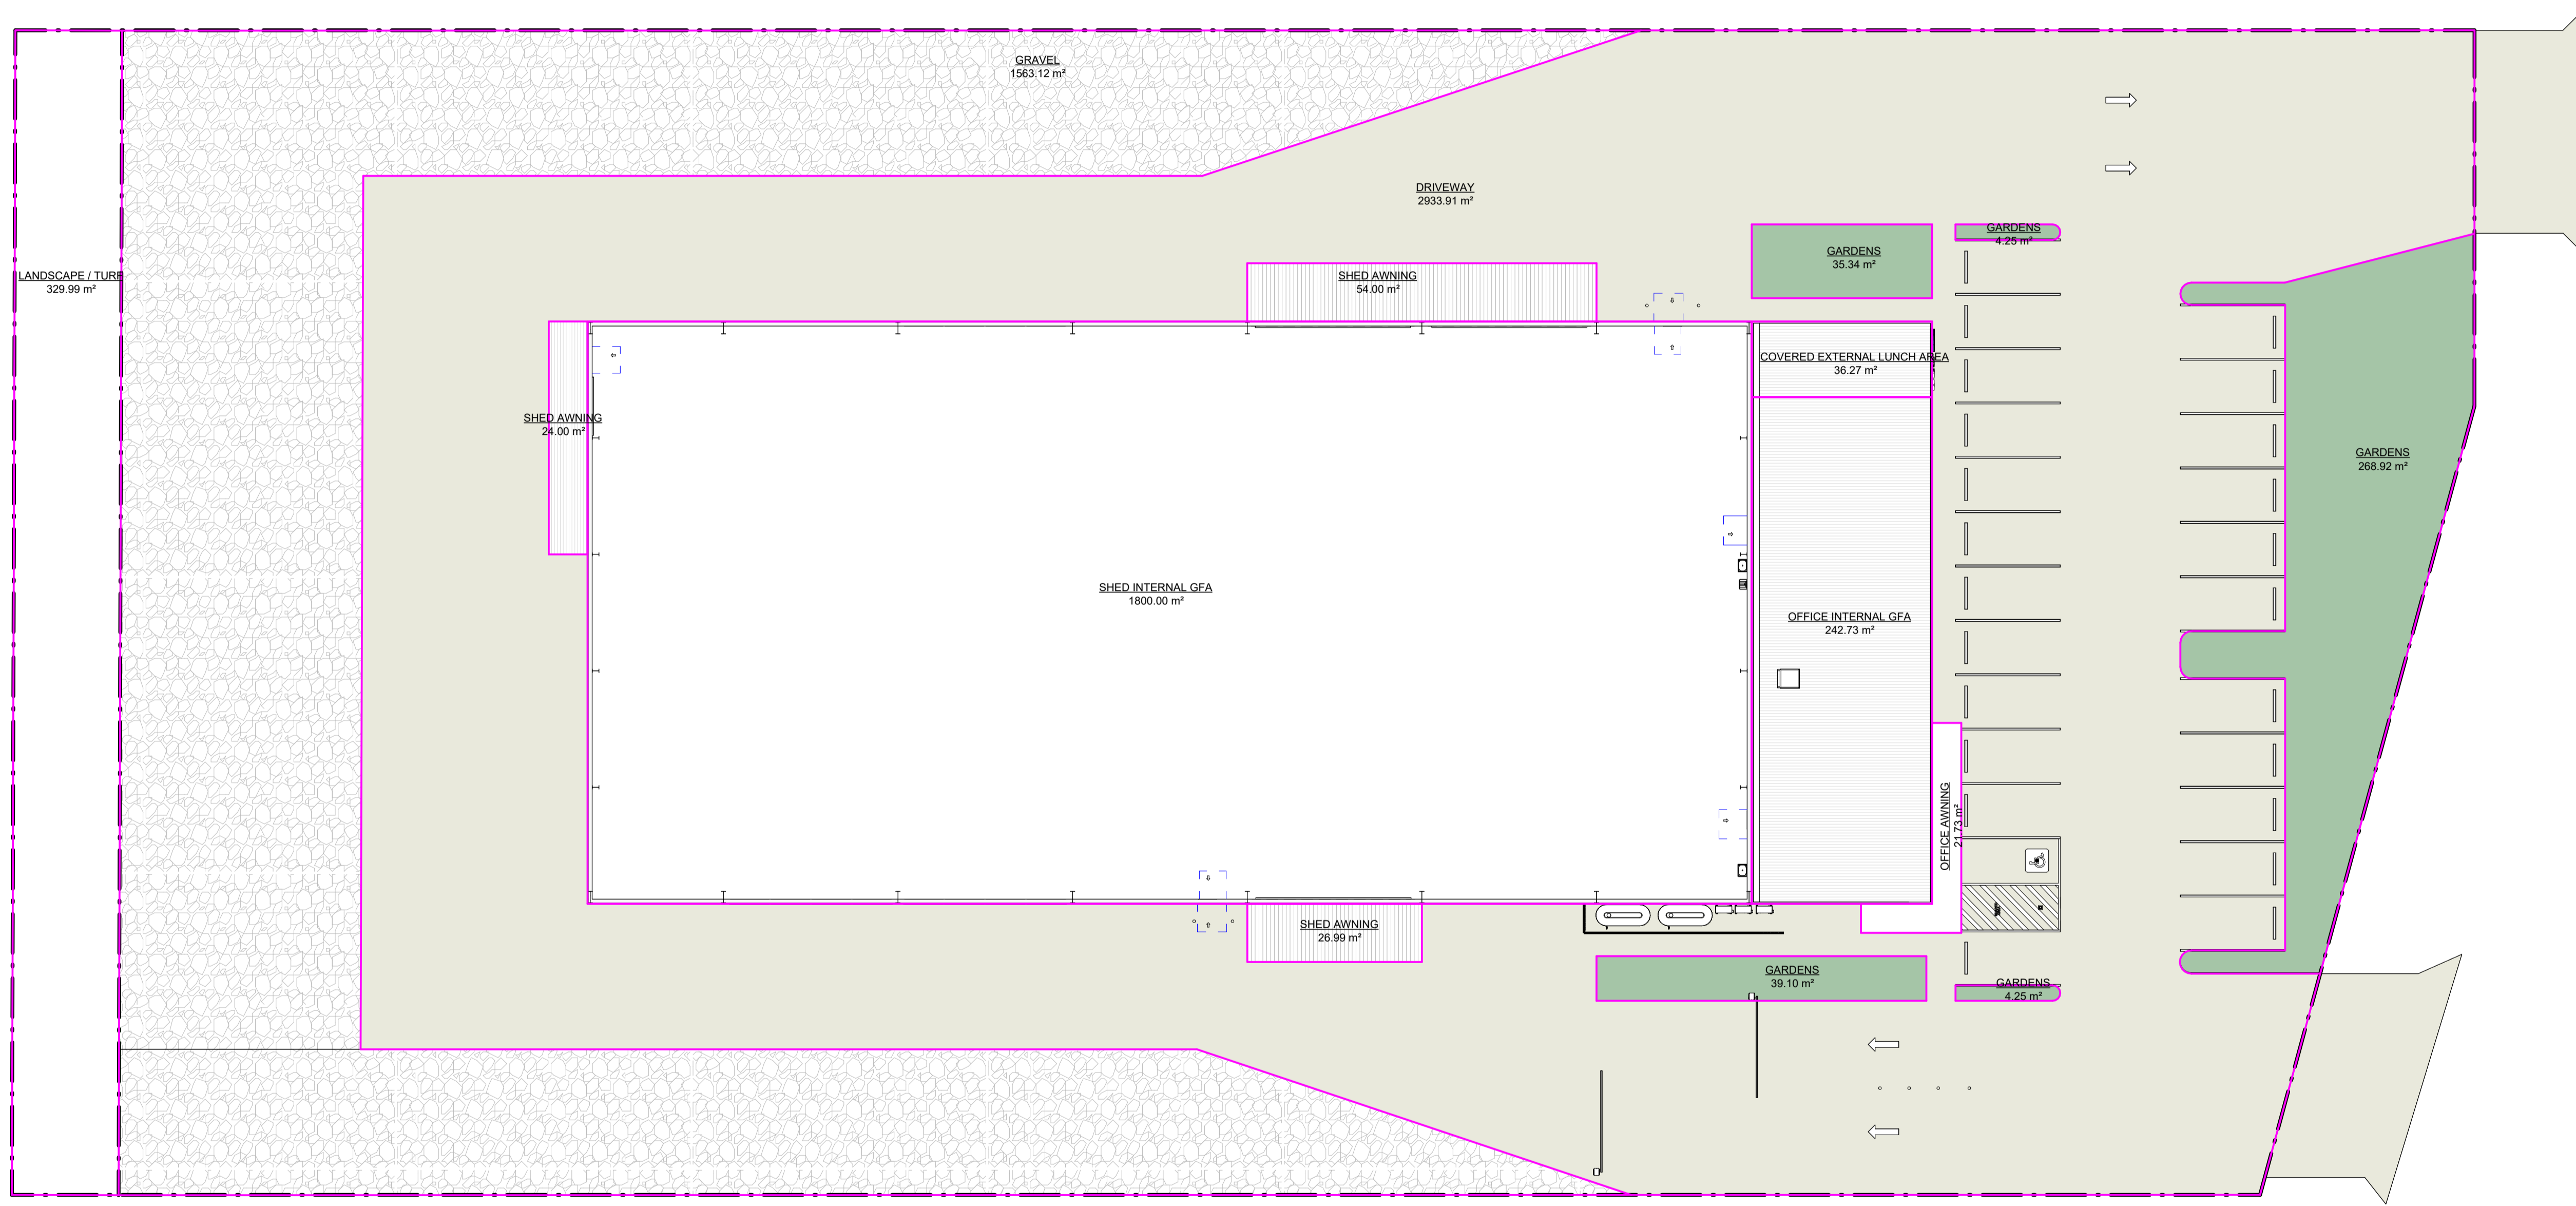 GRAVEL
1563.12 m²
DRIVEWAY
2933.91 m²
GARDENS
4.25 m²
GARDENS
35.34 m²
LANDSCAPE / TURF
329.99 m²
SHED AWNING
54.00 m²
COVERED EXTERNAL LUNCH AREA
36.27 m²
SHED AWNING
24.00 m²
GARDENS
268.92 m²
SHED INTERNAL GFA
1800.00 m²
OFFICE INTERNAL GFA
242.73 m²
OFFICE AWNING
21.73 m²
SHED AWNING
26.99 m²
GARDENS
39.10 m²
GARDENS
4.25 m²